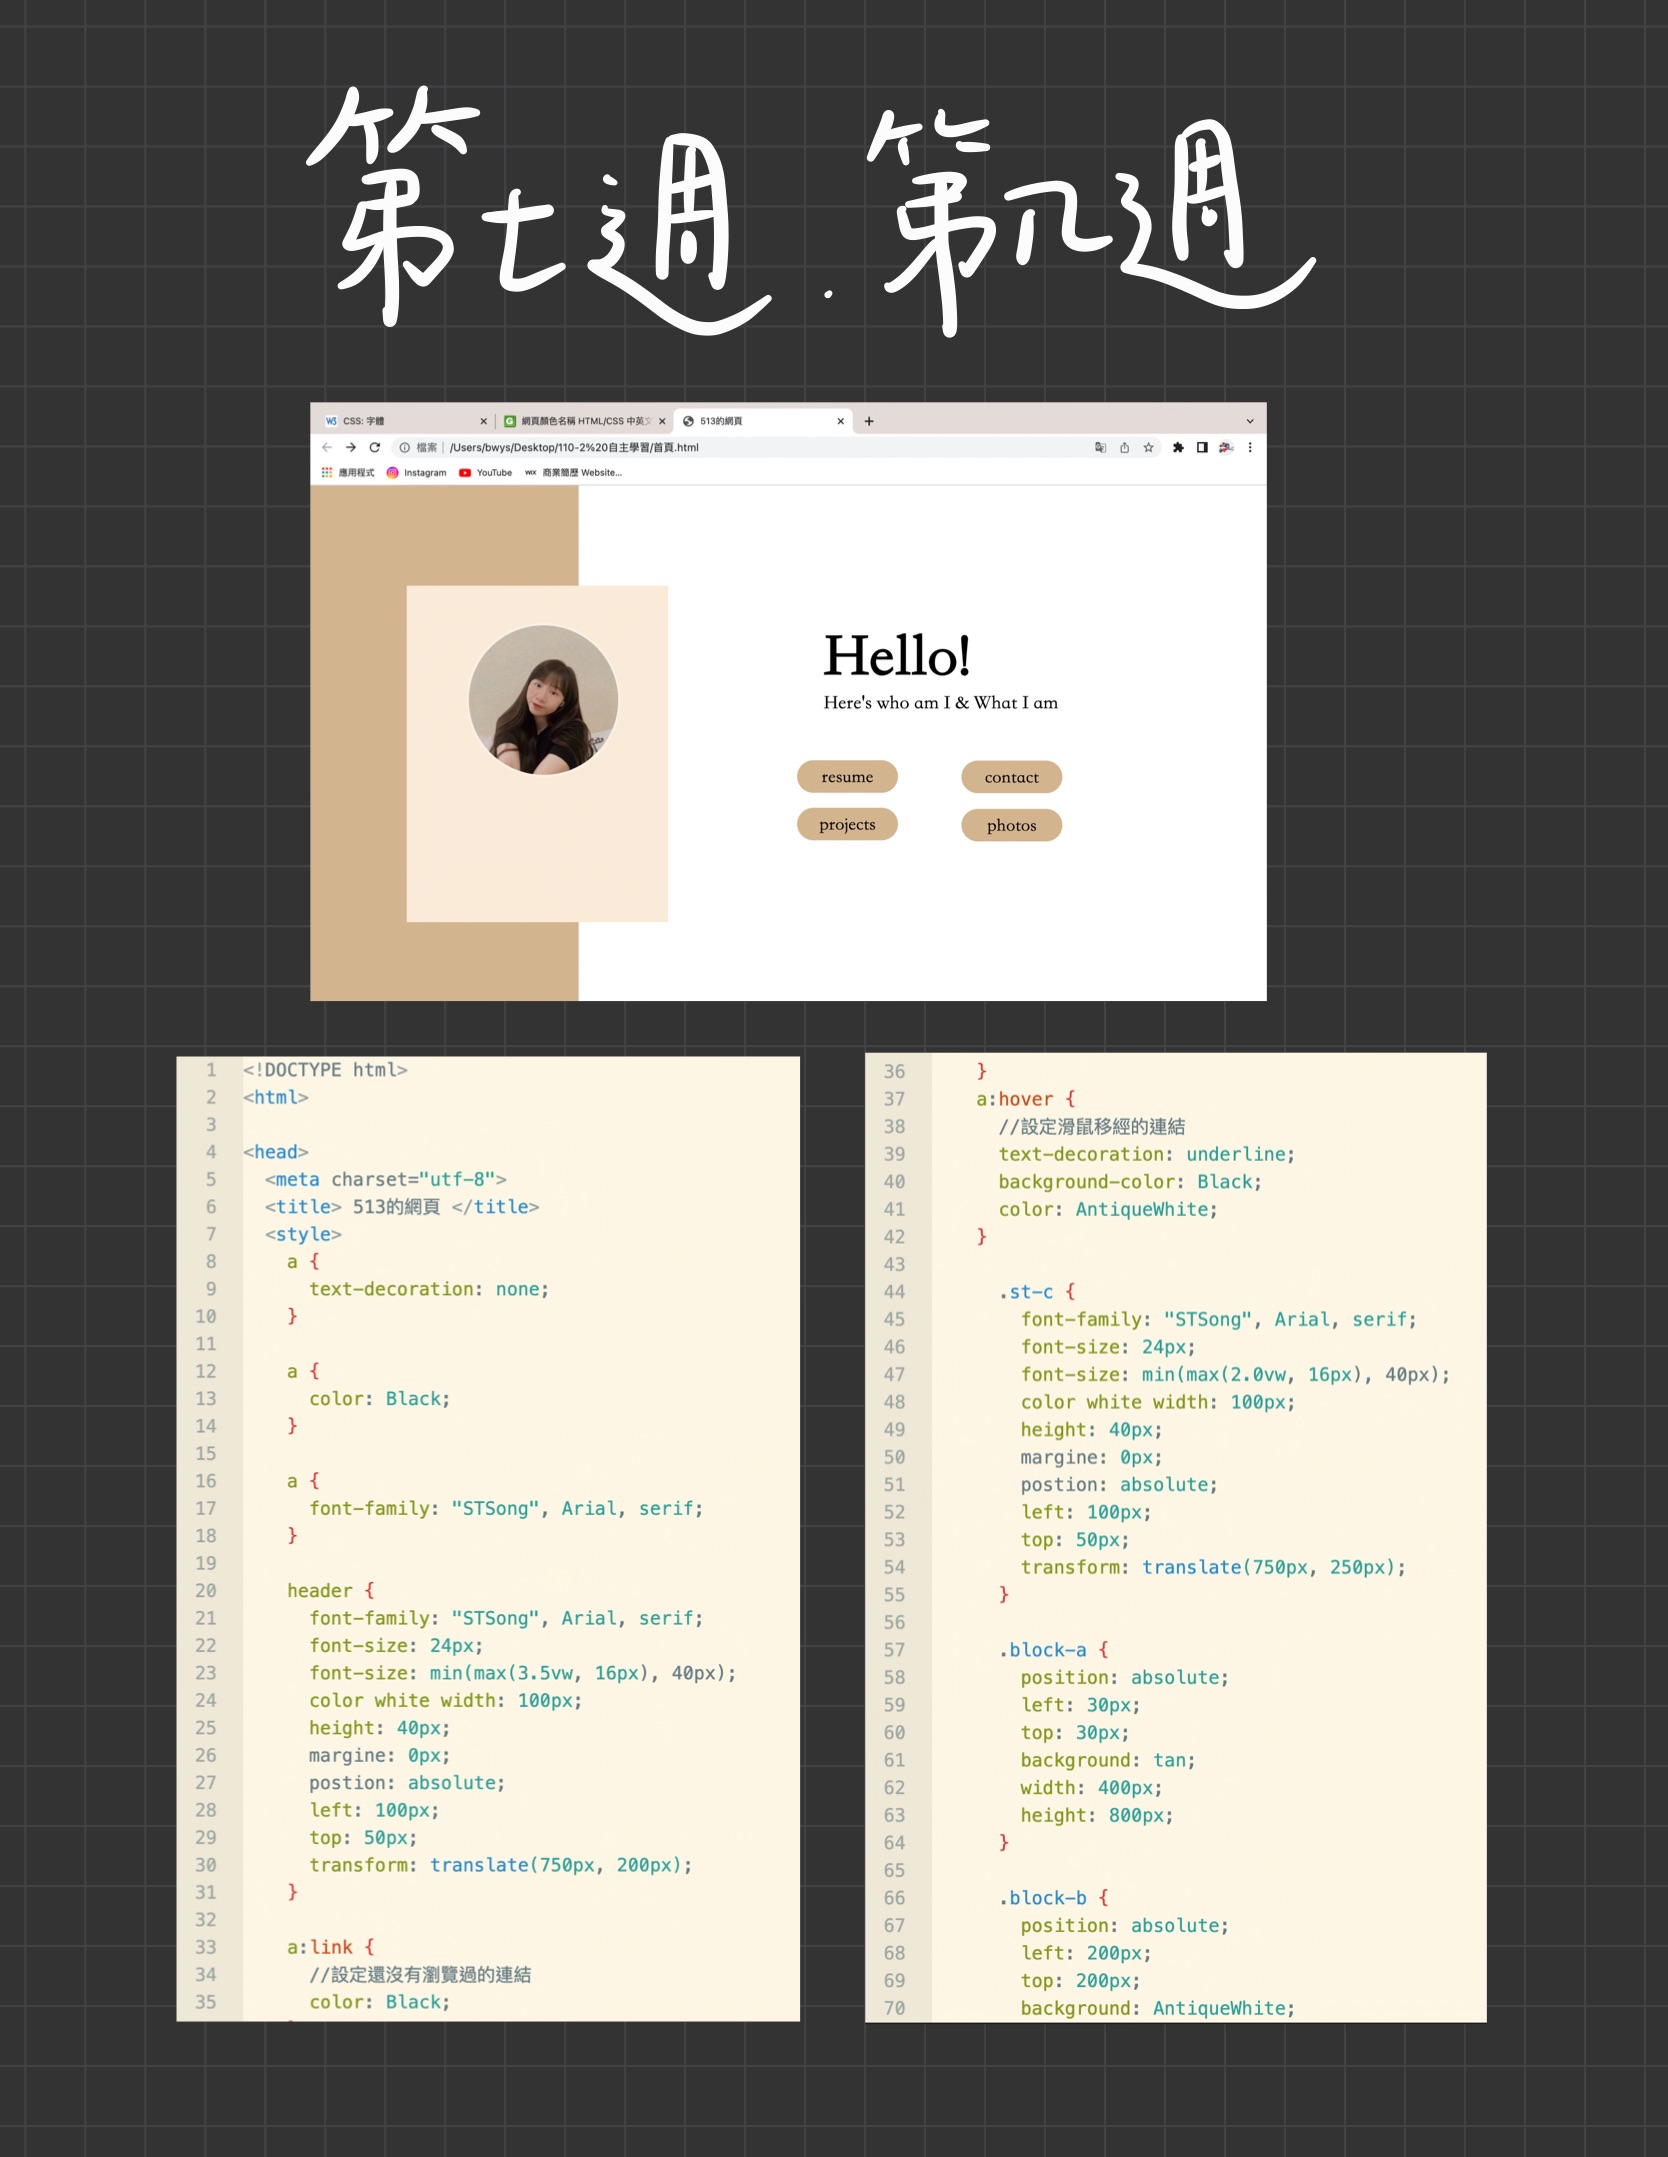 第七週.第八週
CSS: 字體
網頁顏色名稱 HTML/CSS 中英文
513的網頁
檔案 | /Users/bwys/Desktop/110-2%20自主學習/首頁.html
應用程式 Instagram YouTube WiX 商業簡歷 Website...
Hello!
Here's who am I & What I am
resume contact
projects photos
1 <!DOCTYPE html>
2 <html>
3
4 <head>
5 <meta charset="utf-8">
6 <title> 513的網頁 </title>
7 <style>
8 a {
9 text-decoration: none;
10 }
11
12 a {
13 color: Black;
14 }
15
16 a {
17 font-family: "STSong", Arial, serif;
18 }
19
20 header {
21 font-family: "STSong", Arial, serif;
22 font-size: 24px;
23 font-size: min(max(3.5vw, 16px), 40px);
24 color white width: 100px;
25 height: 40px;
26 margine: 0px;
27 postion: absolute;
28 left: 100px;
29 top: 50px;
30 transform: translate(750px, 200px);
31 }
32
33 a:link {
34 //設定還沒有瀏覽過的連結
35 color: Black;
36 }
37 a:hover {
38 //設定滑鼠移經的連結
39 text-decoration: underline;
40 background-color: Black;
41 color: AntiqueWhite;
42 }
43
44 .st-c {
45 font-family: "STSong", Arial, serif;
46 font-size: 24px;
47 font-size: min(max(2.0vw, 16px), 40px);
48 color white width: 100px;
49 height: 40px;
50 margine: 0px;
51 postion: absolute;
52 left: 100px;
53 top: 50px;
54 transform: translate(750px, 250px);
55 }
56
57 .block-a {
58 position: absolute;
59 left: 30px;
60 top: 30px;
61 background: tan;
62 width: 400px;
63 height: 800px;
64 }
65
66 .block-b {
67 position: absolute;
68 left: 200px;
69 top: 200px;
70 background: AntiqueWhite;